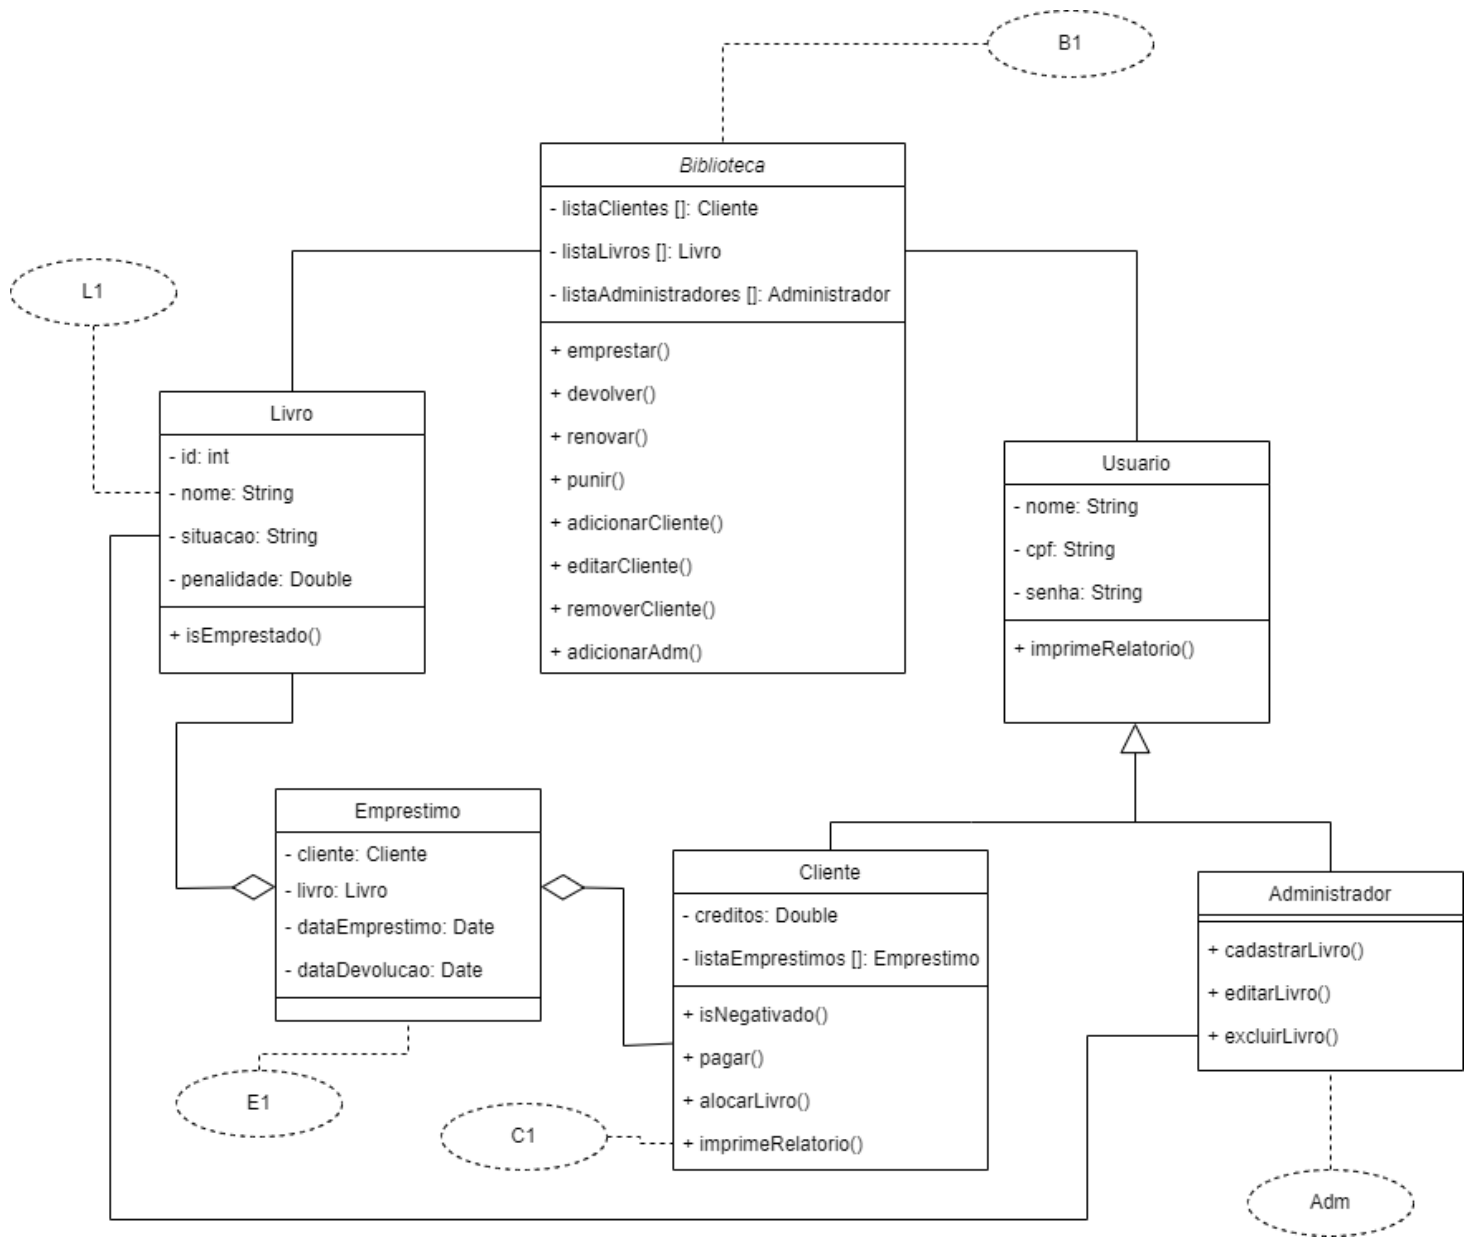 B1
Biblioteca
- listaClientes []: Cliente
- listaLivros []: Livro
- listaAdministradores []: Administrador
+ emprestar()
+ devolver()
+ renovar()
+ punir()
+ adicionarCliente()
+ editarCliente()
+ removerCliente()
+ adicionarAdm()
L1
Livro
- id: int
- nome: String
- situacao: String
- penalidade: Double
+ isEmprestado()
Usuario
- nome: String
- cpf: String
- senha: String
+ imprimeRelatorio()
Emprestimo
- cliente: Cliente
- livro: Livro
- dataEmprestimo: Date
- dataDevolucao: Date
E1
Cliente
- creditos: Double
- listaEmprestimos []: Emprestimo
+ isNegativado()
+ pagar()
+ alocarLivro()
+ imprimeRelatorio()
C1
Administrador
+ cadastrarLivro()
+ editarLivro()
+ excluirLivro()
Adm